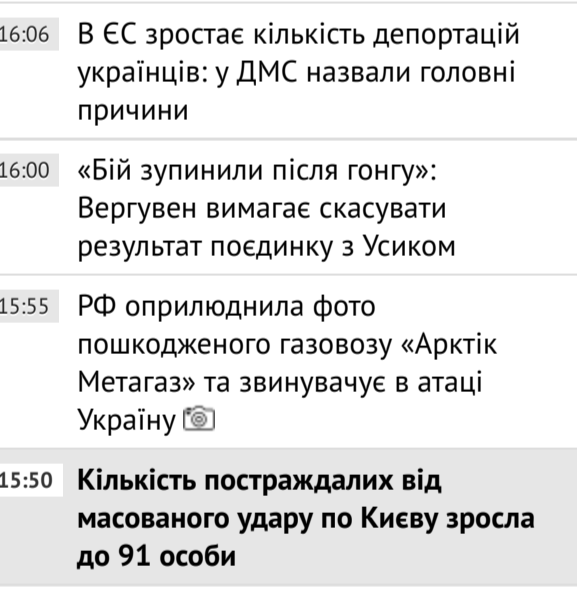 16:06
В ЄС зростає кількість депортацій
українців: у ДМС назвали головні
причини
16:00
«Бій зупинили після гонгу»:
Вергувен вимагає скасувати
результат поєдинку з Усиком
15:55
РФ оприлюднила фото
пошкодженого газовозу «Арктік
Метагаз» та звинувачує в атаці
Україну
15:50
Кількість постраждалих від
масованого удару по Києву зросла
до 91 особи